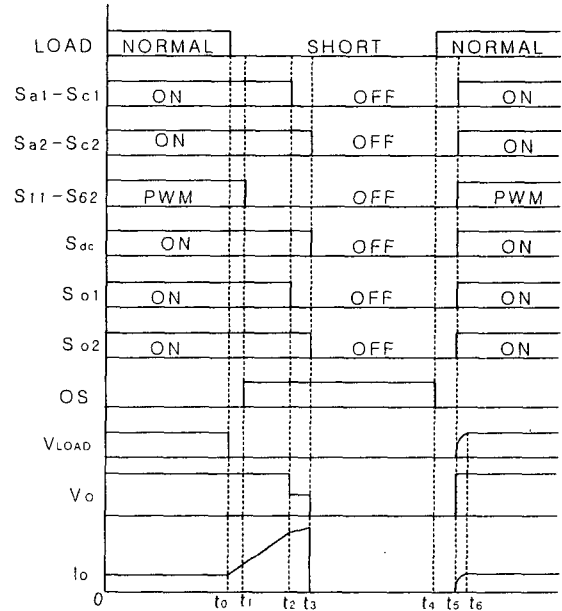 LOAD NORMAL SHORT NORMAL
Sa1-Sc1 ON OFF ON
Sa2-Sc2 ON OFF ON
S11-S62 PWM OFF PWM
Sdc ON OFF ON
So1 ON OFF ON
So2 ON OFF ON
OS
VLOAD
Vo
Io
0 t0 t1 t2 t3 t4 t5 t6